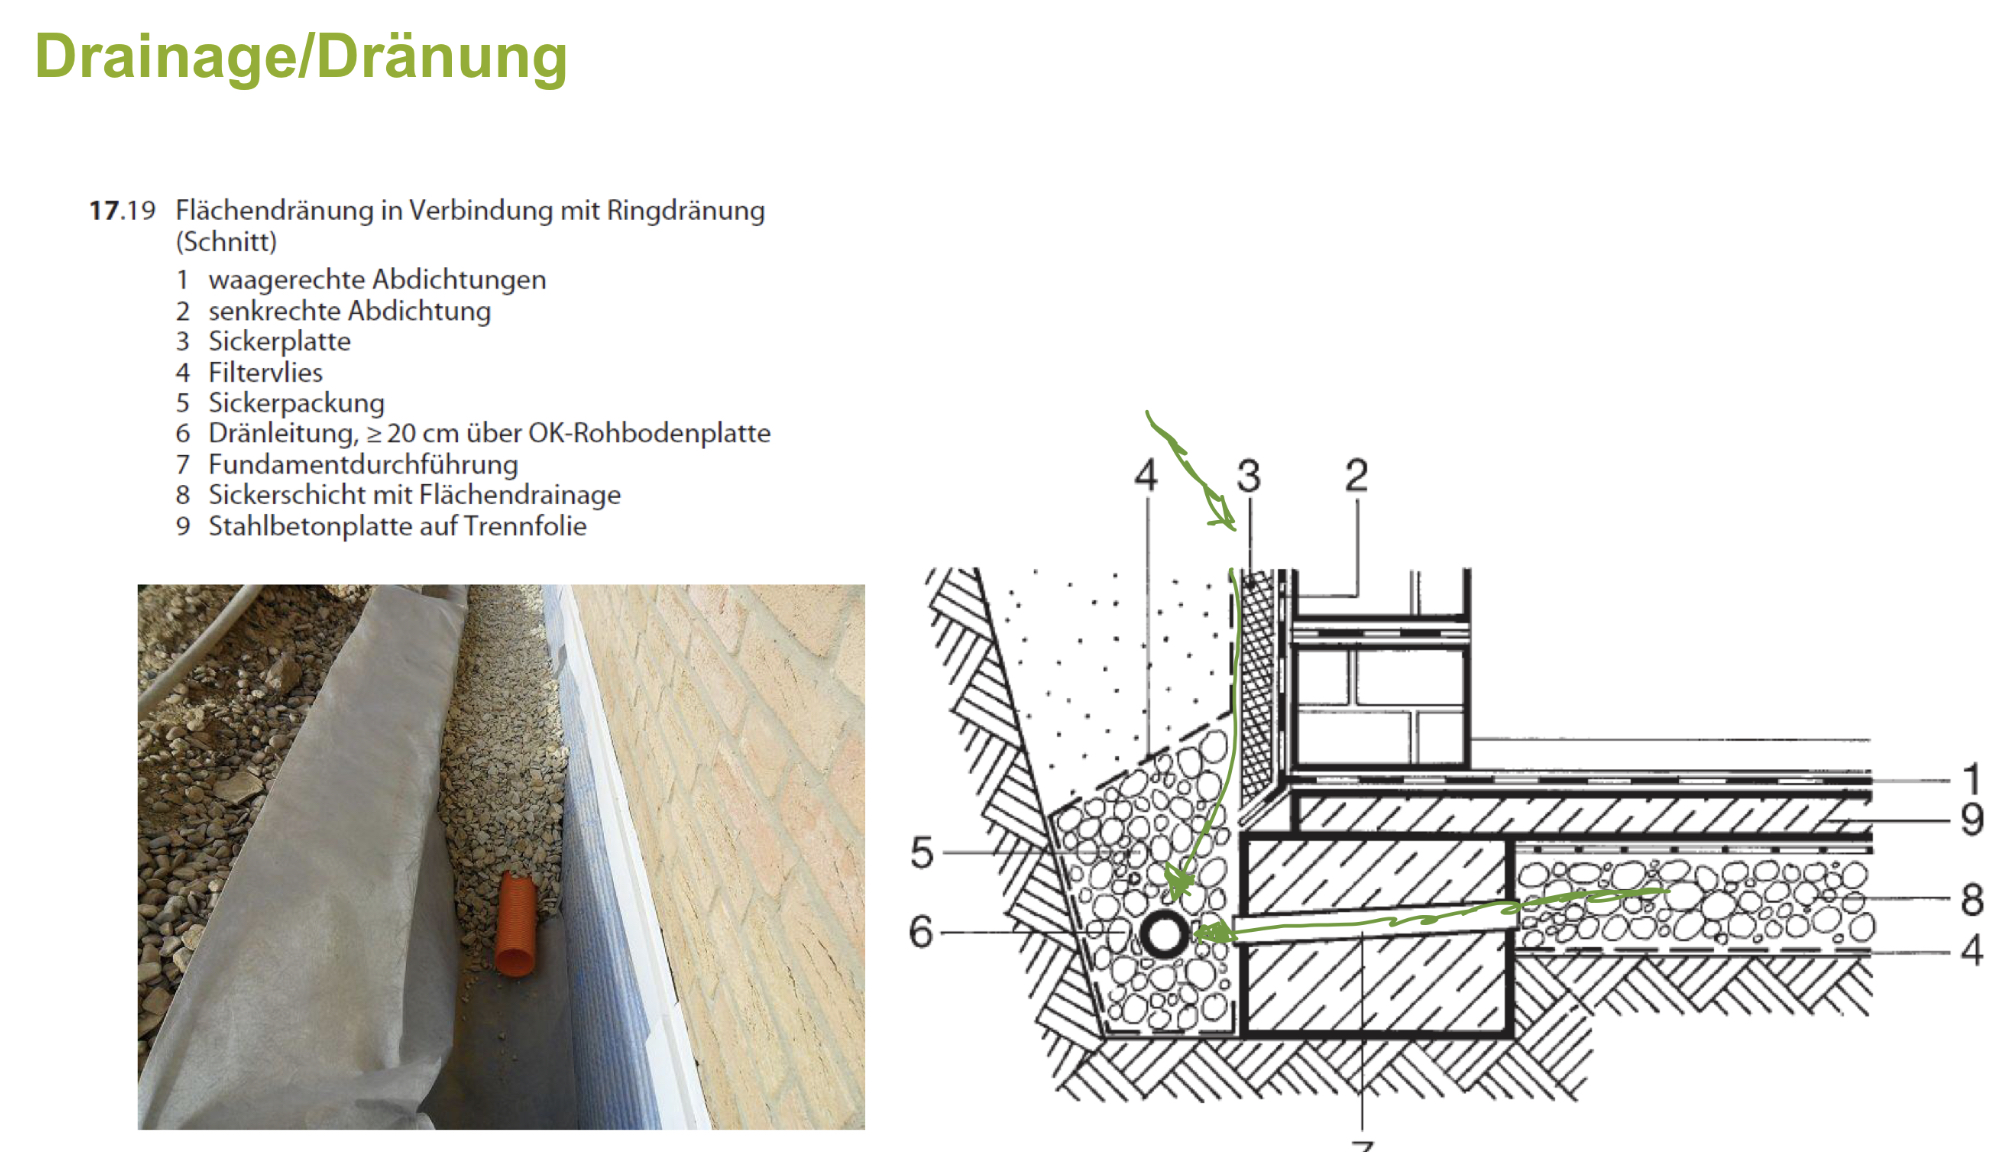 Drainage/Dränung
17.19 Flächendränung in Verbindung mit Ringdränung
(Schnitt)
1 waagerechte Abdichtungen
2 senkrechte Abdichtung
3 Sickerplatte
4 Filtervlies
5 Sickerpackung
6 Dränleitung, ≥ 20 cm über OK-Rohbodenplatte
7 Fundamentdurchführung
8 Sickerschicht mit Flächendrainage
9 Stahlbetonplatte auf Trennfolie
4 3 2
1
9
5
8
6
4
7